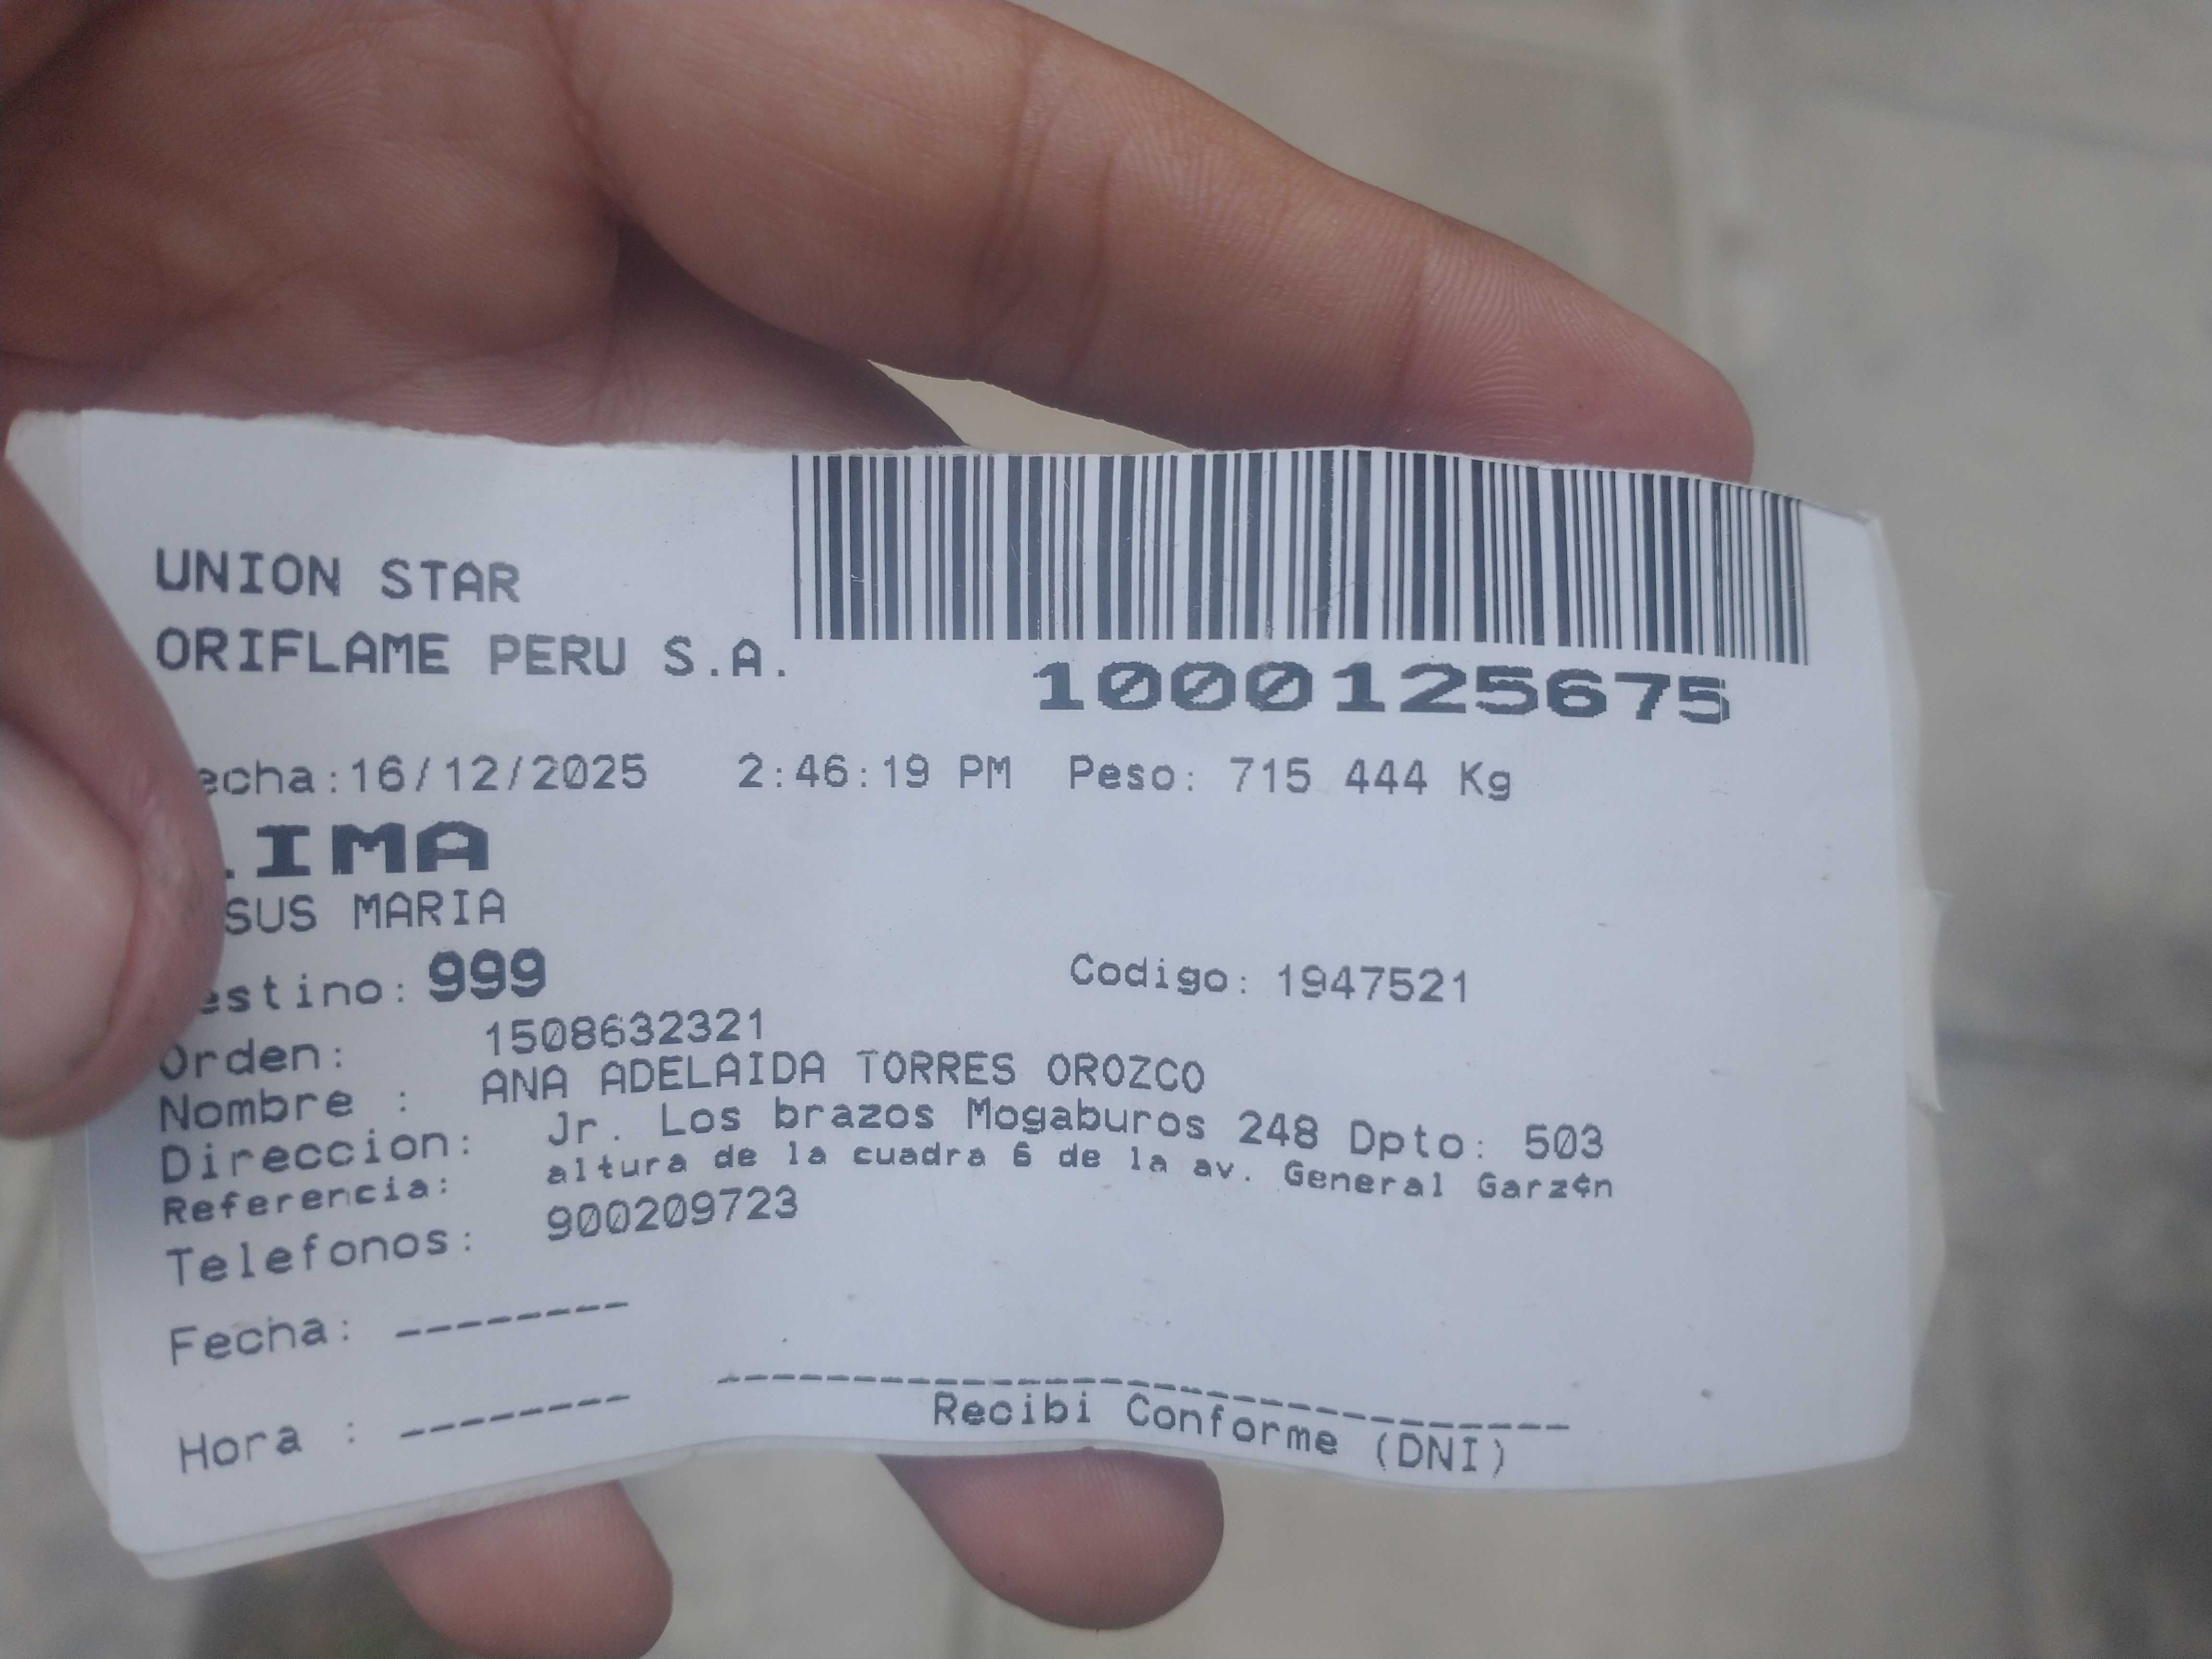 UNION STAR
ORIFLAME PERU S.A.
1000125675
echa:16/12/2025 2:46:19 PM Peso: 715 444 Kg
IMA
SUS MARIA
estino: 999 Codigo: 1947521
Orden: 1508632321
Nombre : ANA ADELAIDA TORRES OROZCO
Direccion: Jr. Los brazos Mogaburos 248 Dpto: 503
Referencia: altura de la cuadra 6 de la av. General Garz¢n
Telefonos: 900209723
Fecha: --------
Hora : --------
Recibi Conforme (DNI)